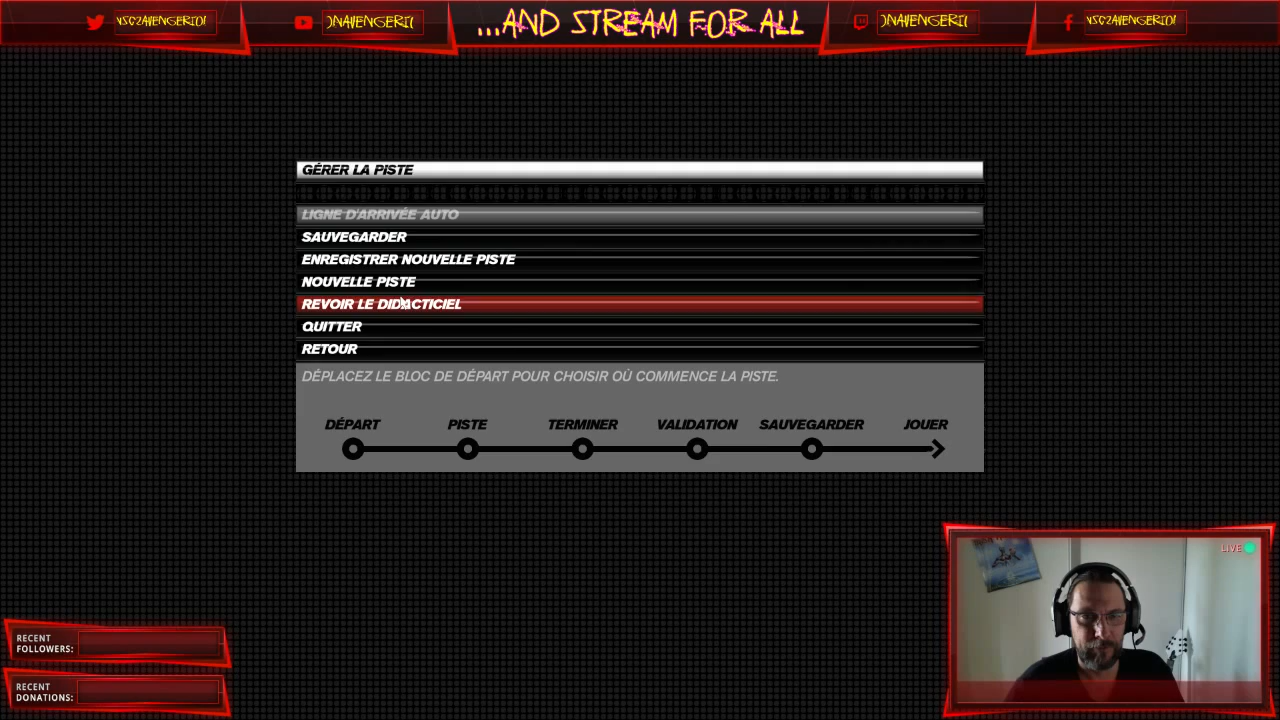 ...AND STREAM FOR ALL
GÉRER LA PISTE
LIGNE D'ARRIVÉE AUTO
SAUVEGARDER
ENREGISTRER NOUVELLE PISTE
NOUVELLE PISTE
REVOIR LE DIDACTICIEL
QUITTER
RETOUR
DÉPLACEZ LE BLOC DE DÉPART POUR CHOISIR OÙ COMMENCE LA PISTE.
DÉPART PISTE TERMINER VALIDATION SAUVEGARDER JOUER
LIVE
RECENT
FOLLOWERS:
RECENT
DONATIONS: